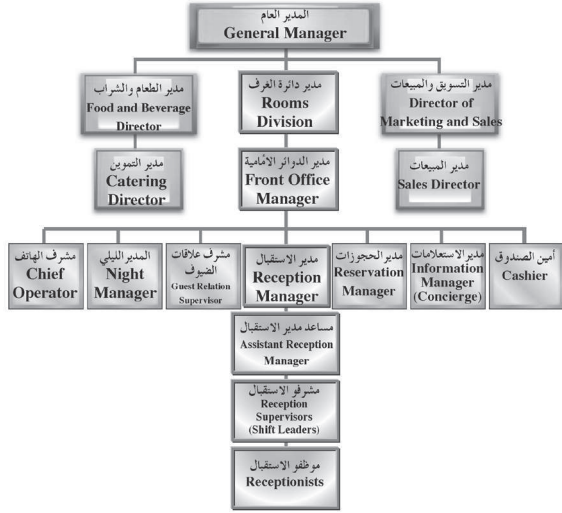 المدير العام
General Manager
مدير الطعام والشراب
Food and Beverage
Director
مدير دائرة الغرف
Rooms
Division
مدير التسويق والمبيعات
Director of
Marketing and Sales
مدير التموين
Catering
Director
مدير الدوائر الأمامية
Front Office
Manager
مدير المبيعات
Sales Director
مشرف الهاتف
Chief
Operator
المدير الليلي
Night
Manager
مشرف علاقات
الضيوف
Guest Relation
Supervisor
مدير الاستقبال
Reception
Manager
مدير الحجوزات
Reservation
Manager
مدير الاستعلامات
Information
Manager
(Concierge)
أمين الصندوق
Cashier
مساعد مدير الاستقبال
Assistant Reception
Manager
مشرفو الاستقبال
Reception
Supervisors
(Shift Leaders)
موظفو الاستقبال
Receptionists